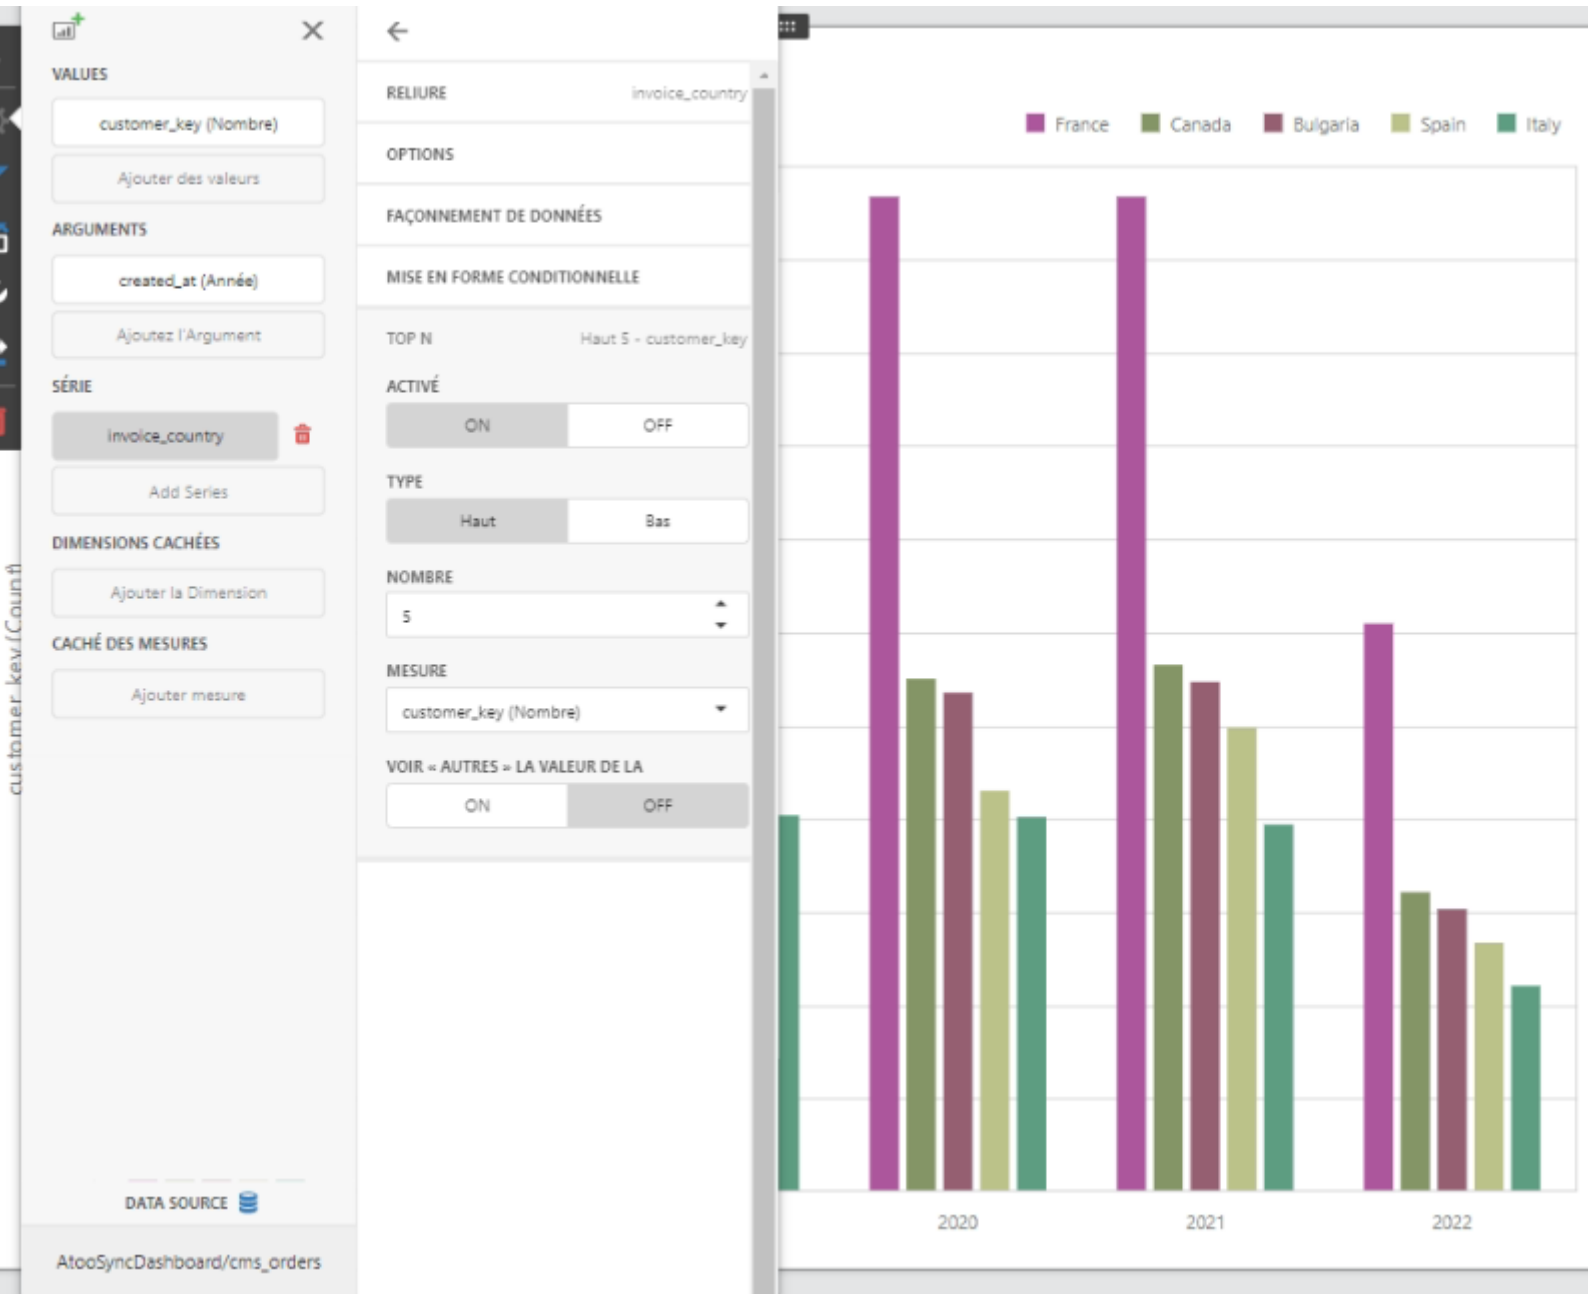 VALUES
customer_key (Nombre)
Ajouter des valeurs
ARGUMENTS
created_at (Année)
Ajoutez l'Argument
SÉRIE
invoice_country
Add Series
DIMENSIONS CACHÉES
Ajouter la Dimension
CACHÉ DES MESURES
Ajouter mesure
DATA SOURCE
AtooSyncDashboard/cms_orders
RELIURE invoice_country
OPTIONS
FAÇONNEMENT DE DONNÉES
MISE EN FORME CONDITIONNELLE
TOP N Haut 5 - customer_key
ACTIVÉ
ON OFF
TYPE
Haut Bas
NOMBRE
5
MESURE
customer_key (Nombre)
VOIR « AUTRES » LA VALEUR DE LA
ON OFF
customer_key (Count)
France Canada Bulgaria Spain Italy
2020 2021 2022